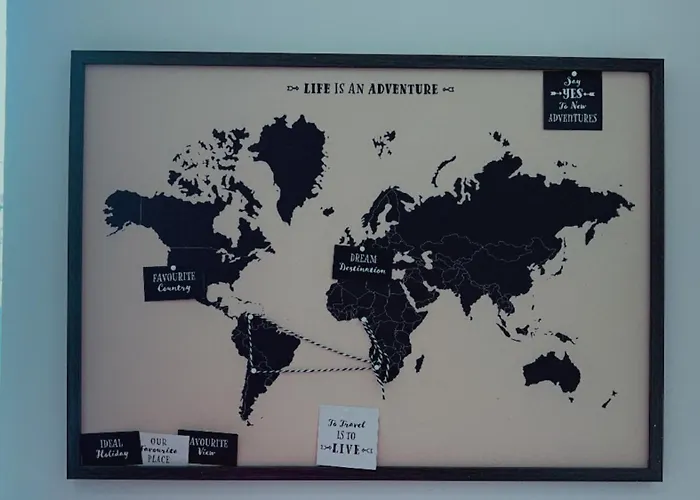 LIFE IS AN ADVENTURE
Say
YES
To New
ADVENTURES
FAVOURITE
Country
DREAM
Destination
To Travel
IS TO
LIVE
IDEAL
Holiday
OUR
Favourite
PLACE
AVOURITE
View